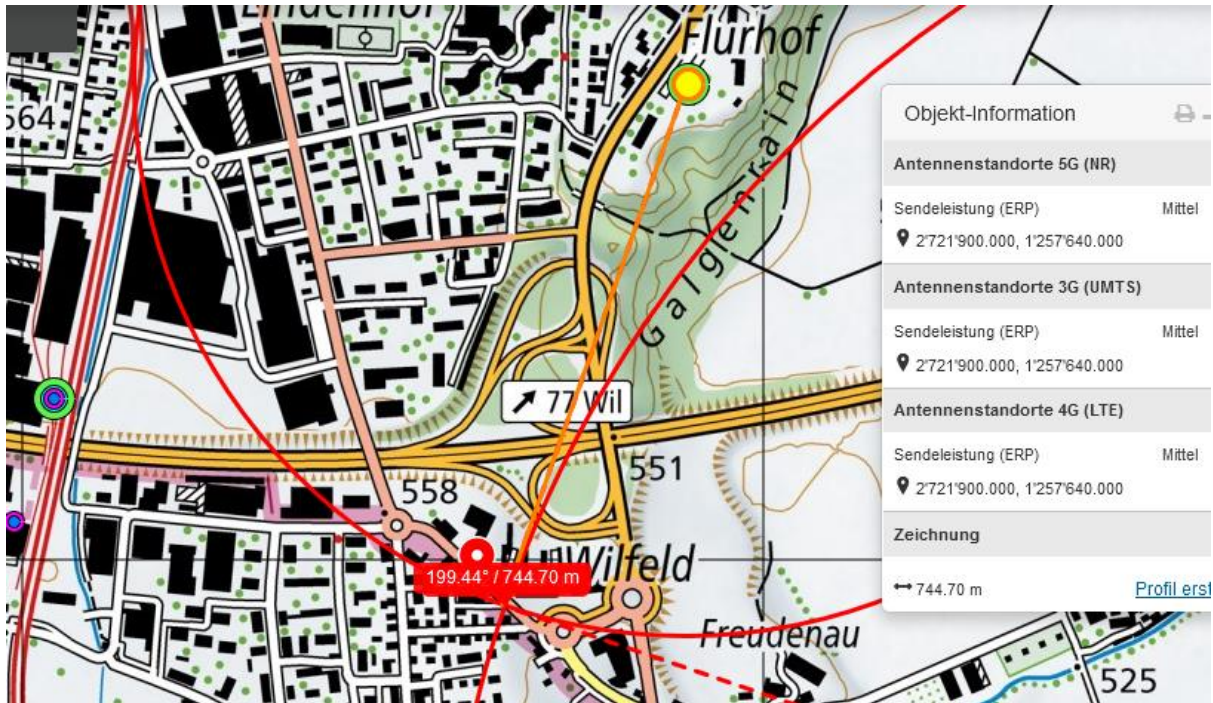 Lindenhof
Flurhof
564
Galgenrain
77 Wil
551
558
Wilfeld
199.44° / 744.70 m
Freudenau
525
Objekt-Information
Antennenstandorte 5G (NR)
Sendeleistung (ERP) Mittel
2'721'900.000, 1'257'640.000
Antennenstandorte 3G (UMTS)
Sendeleistung (ERP) Mittel
2'721'900.000, 1'257'640.000
Antennenstandorte 4G (LTE)
Sendeleistung (ERP) Mittel
2'721'900.000, 1'257'640.000
Zeichnung
744.70 m Profil erst